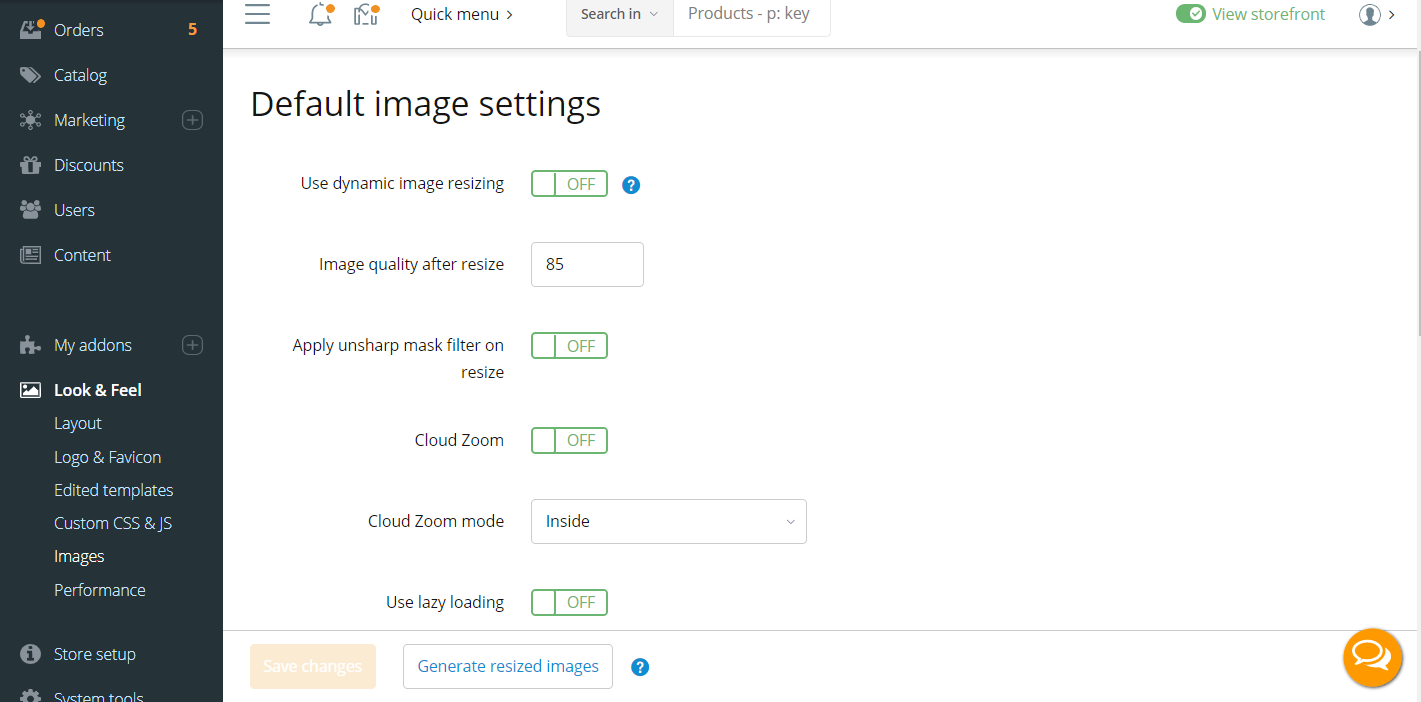 Orders 5
Catalog
Marketing
Discounts
Users
Content
My addons
Look & Feel
Layout
Logo & Favicon
Edited templates
Custom CSS & JS
Images
Performance
Store setup
System tools
Quick menu
Search in
Products - p: key
View storefront
Default image settings
Use dynamic image resizing OFF ?
Image quality after resize 85
Apply unsharp mask filter on
resize
OFF
Cloud Zoom OFF
Cloud Zoom mode Inside
Use lazy loading OFF
Save changes
Generate resized images ?